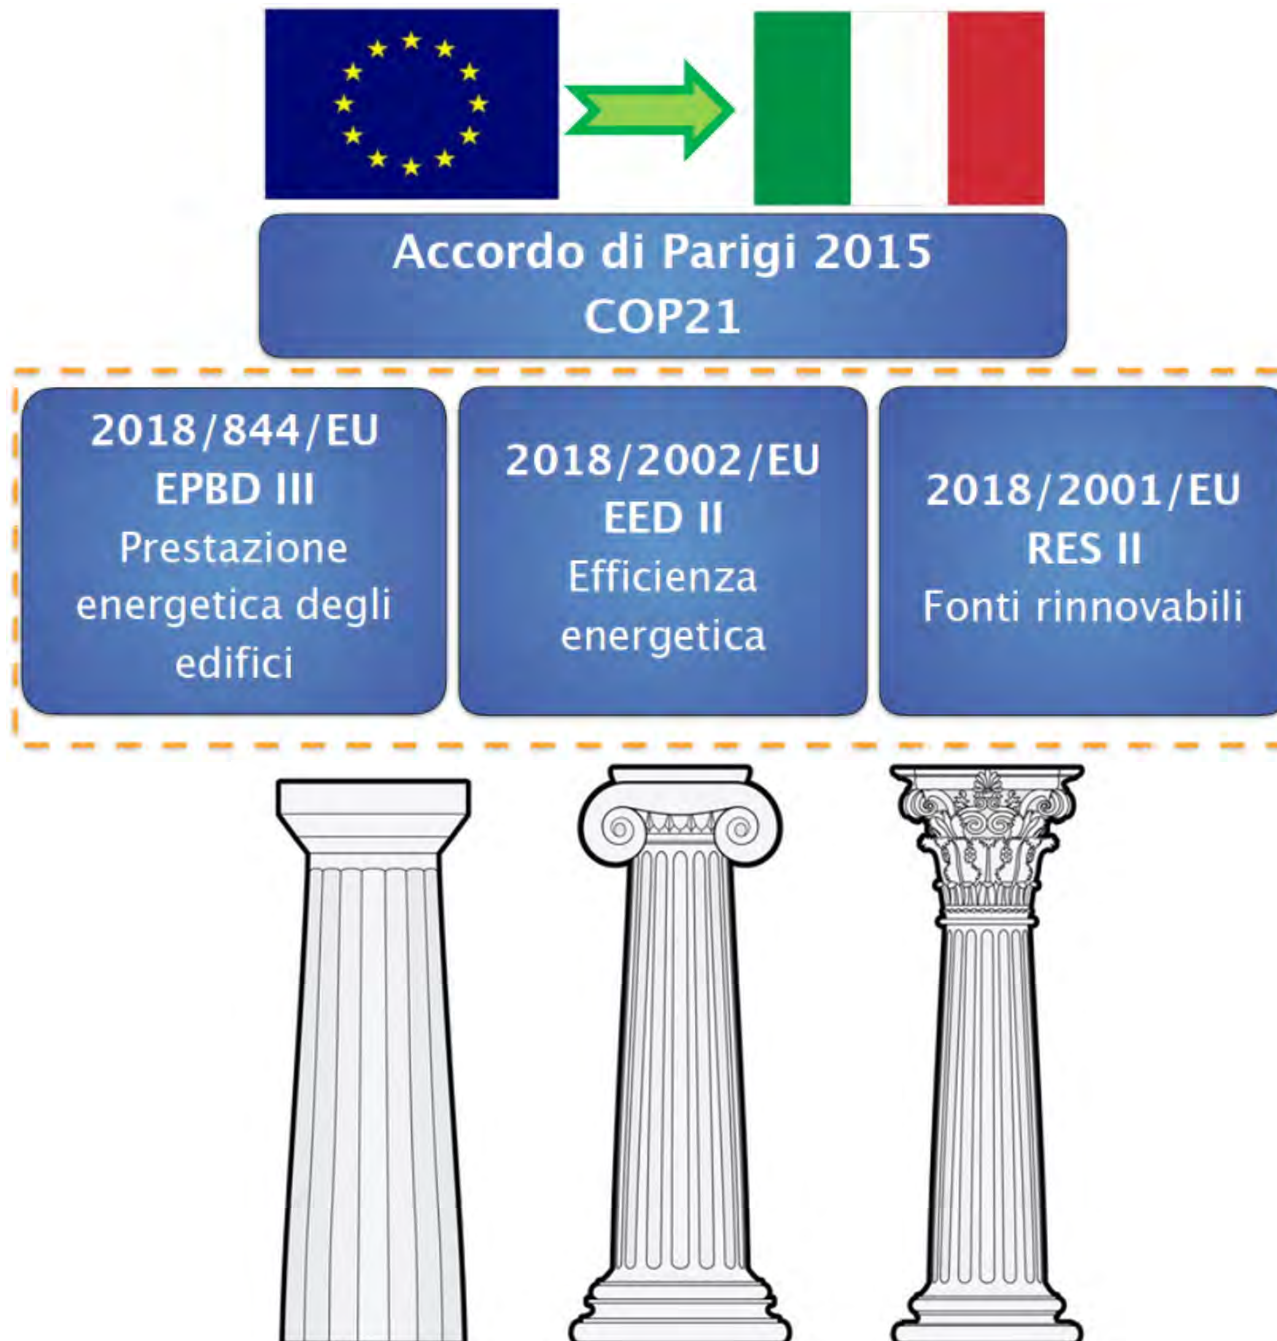 Accordo di Parigi 2015
COP21
2018/844/EU
EPBD III
Prestazione
energetica degli
edifici
2018/2002/EU
EED II
Efficienza
energetica
2018/2001/EU
RES II
Fonti rinnovabili